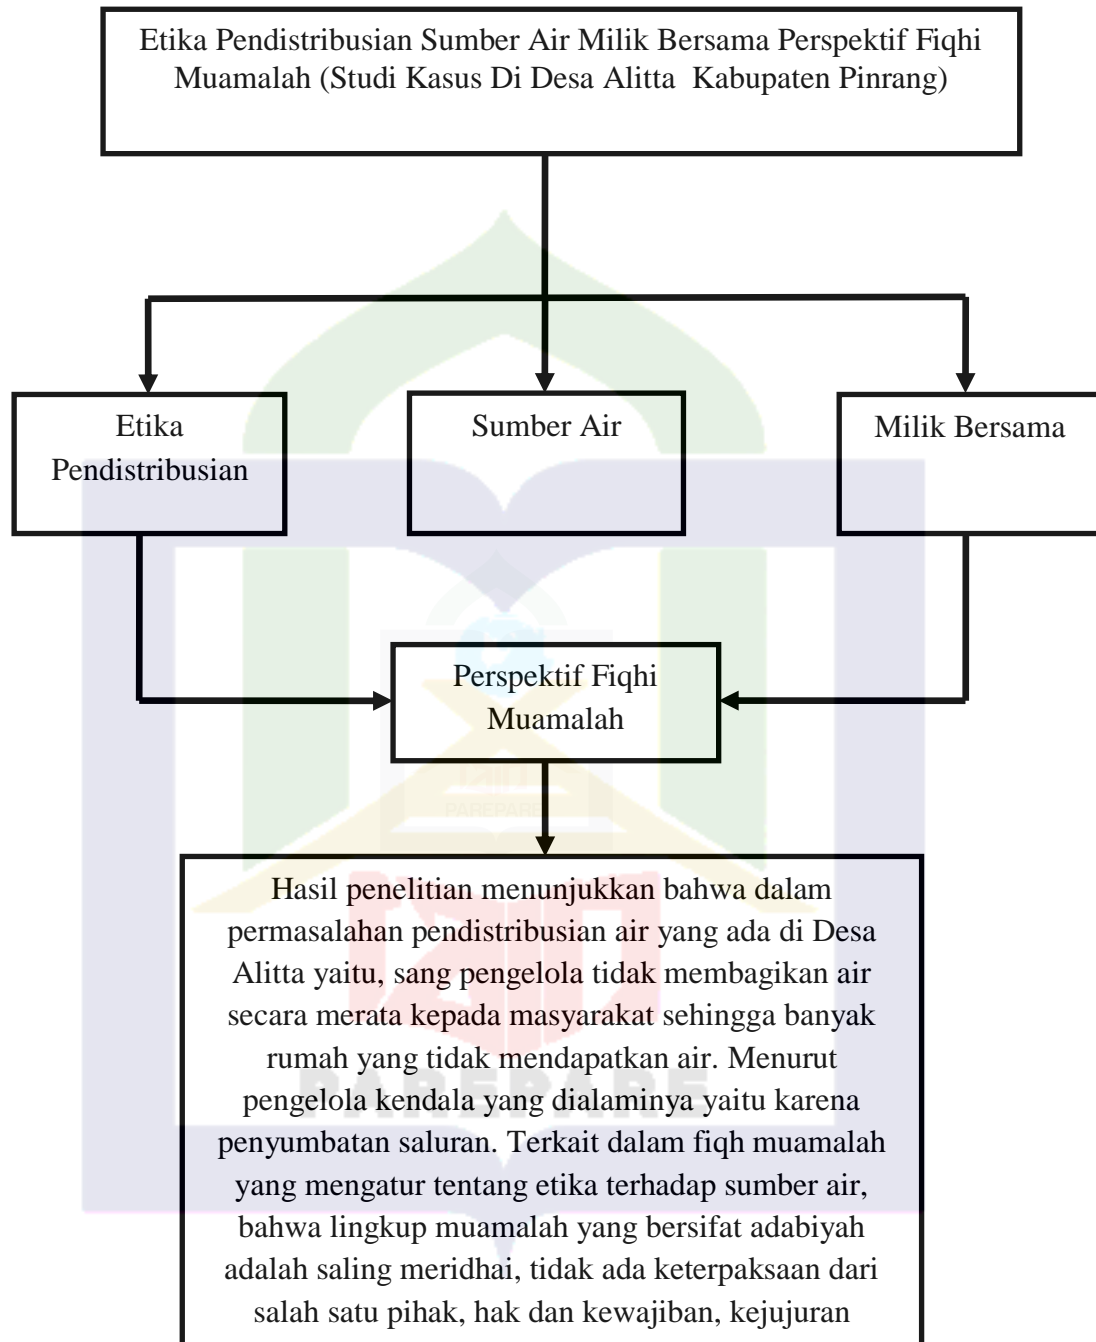 Etika Pendistribusian Sumber Air Milik Bersama Perspektif Fiqhi
Muamalah (Studi Kasus Di Desa Alitta Kabupaten Pinrang)
Etika
Pendistribusian
Sumber Air
Milik Bersama
Perspektif Fiqhi
Muamalah
PAREPARE
Hasil penelitian menunjukkan bahwa dalam
permasalahan pendistribusian air yang ada di Desa
Alitta yaitu, sang pengelola tidak membagikan air
secara merata kepada masyarakat sehingga banyak
rumah yang tidak mendapatkan air. Menurut
pengelola kendala yang dialaminya yaitu karena
PAREPARE
penyumbatan saluran. Terkait dalam fiqh muamalah
yang mengatur tentang etika terhadap sumber air,
bahwa lingkup muamalah yang bersifat adabiyah
adalah saling meridhai, tidak ada keterpaksaan dari
salah satu pihak, hak dan kewajiban, kejujuran